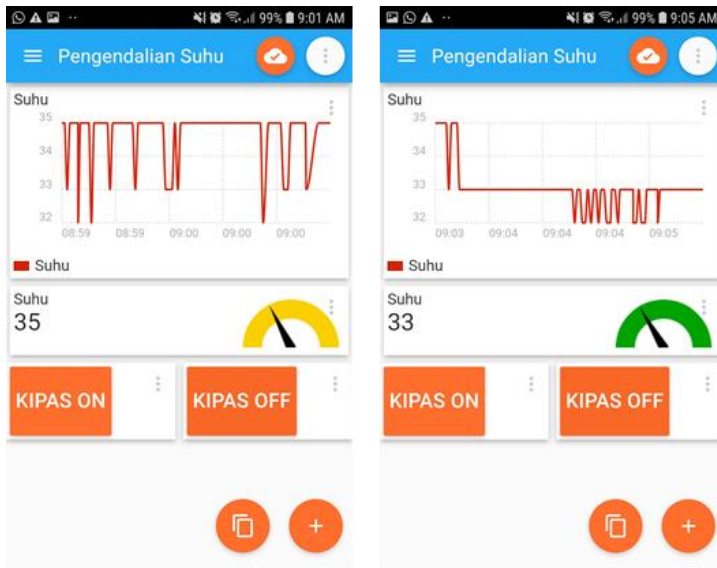 99% 9:01 AM
Pengendalian Suhu
Suhu
35
34
33
32
08:59 08:59 09:00 09:00 09:00
Suhu
Suhu
35
KIPAS ON KIPAS OFF
99% 9:05 AM
Pengendalian Suhu
Suhu
35
34
33
32
09:03 09:04 09:04 09:04 09:05
Suhu
Suhu
33
KIPAS ON KIPAS OFF